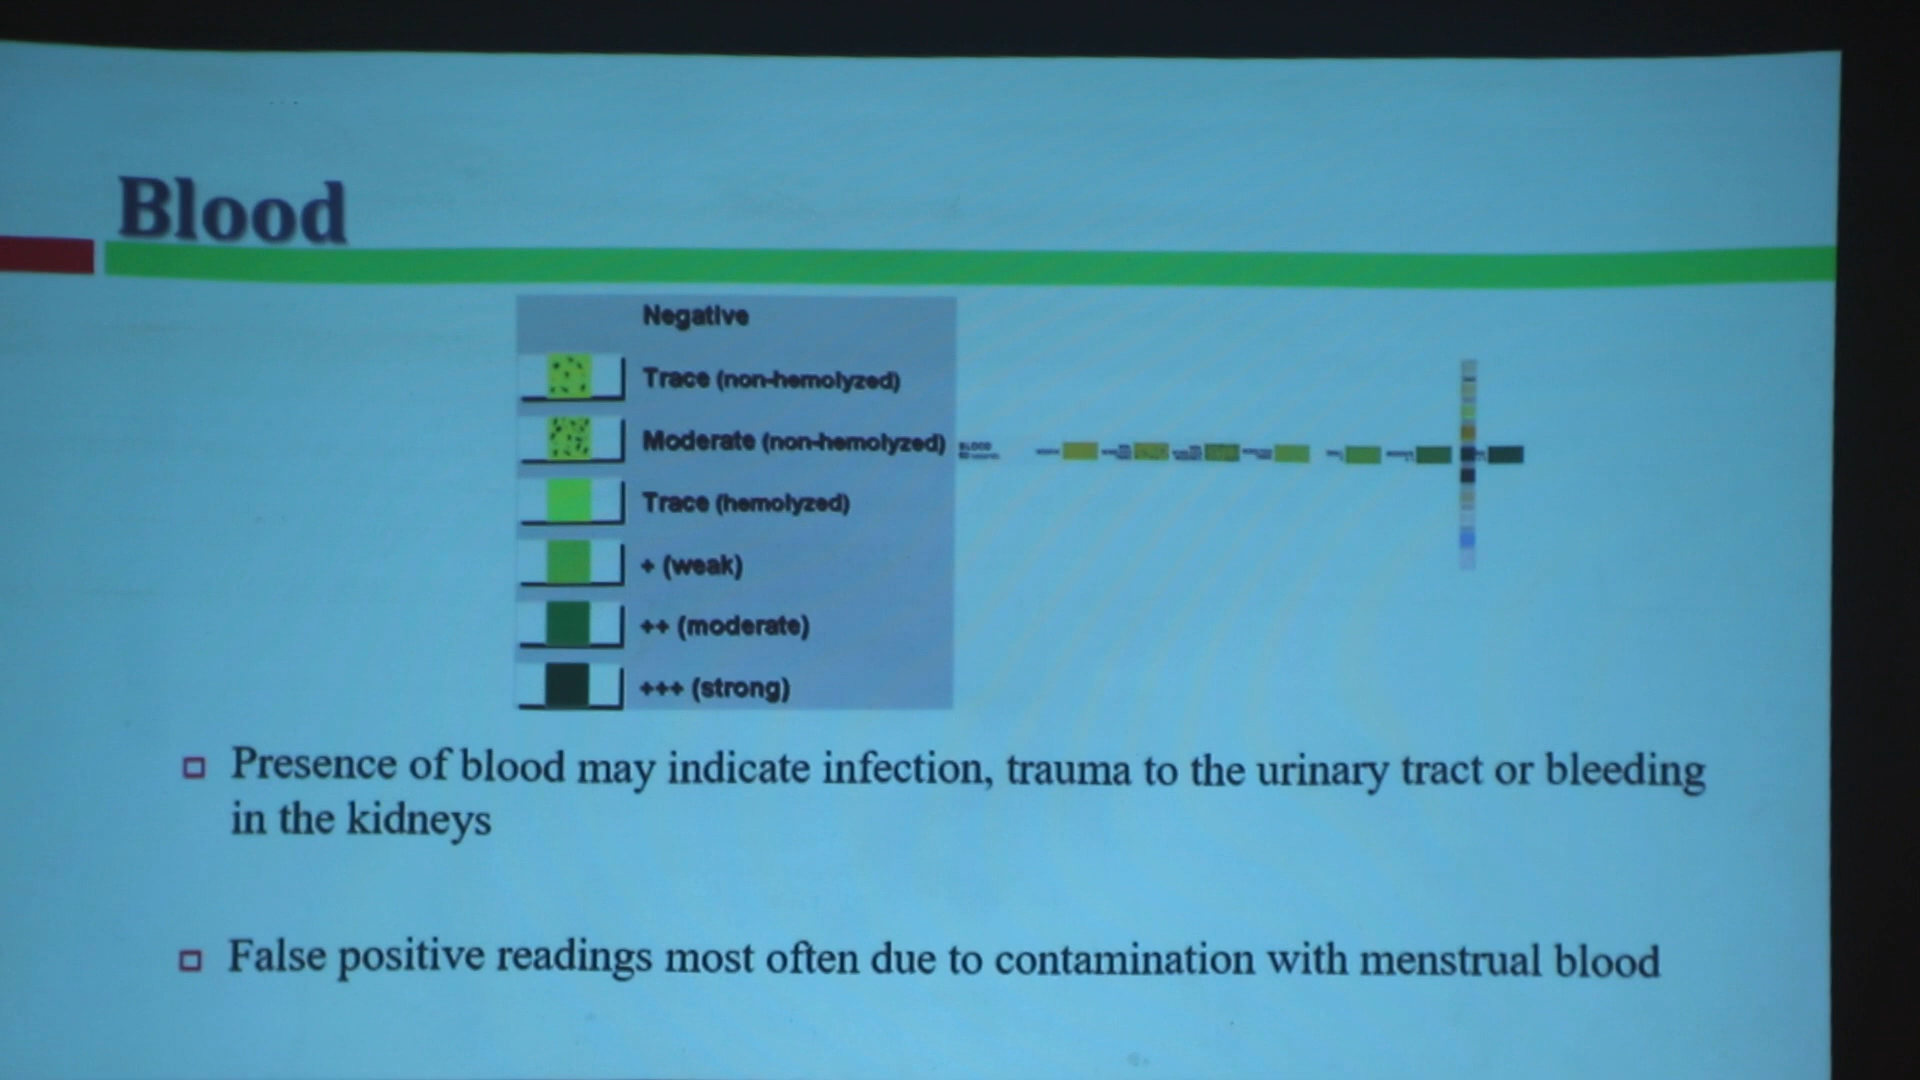 Blood
Negative
Trace (non-hemolyzed)
Moderate (non-hemolyzed)
Trace (hemolyzed)
+ (weak)
++ (moderate)
+++ (strong)
BLOOD
Presence of blood may indicate infection, trauma to the urinary tract or bleeding
in the kidneys
False positive readings most often due to contamination with menstrual blood